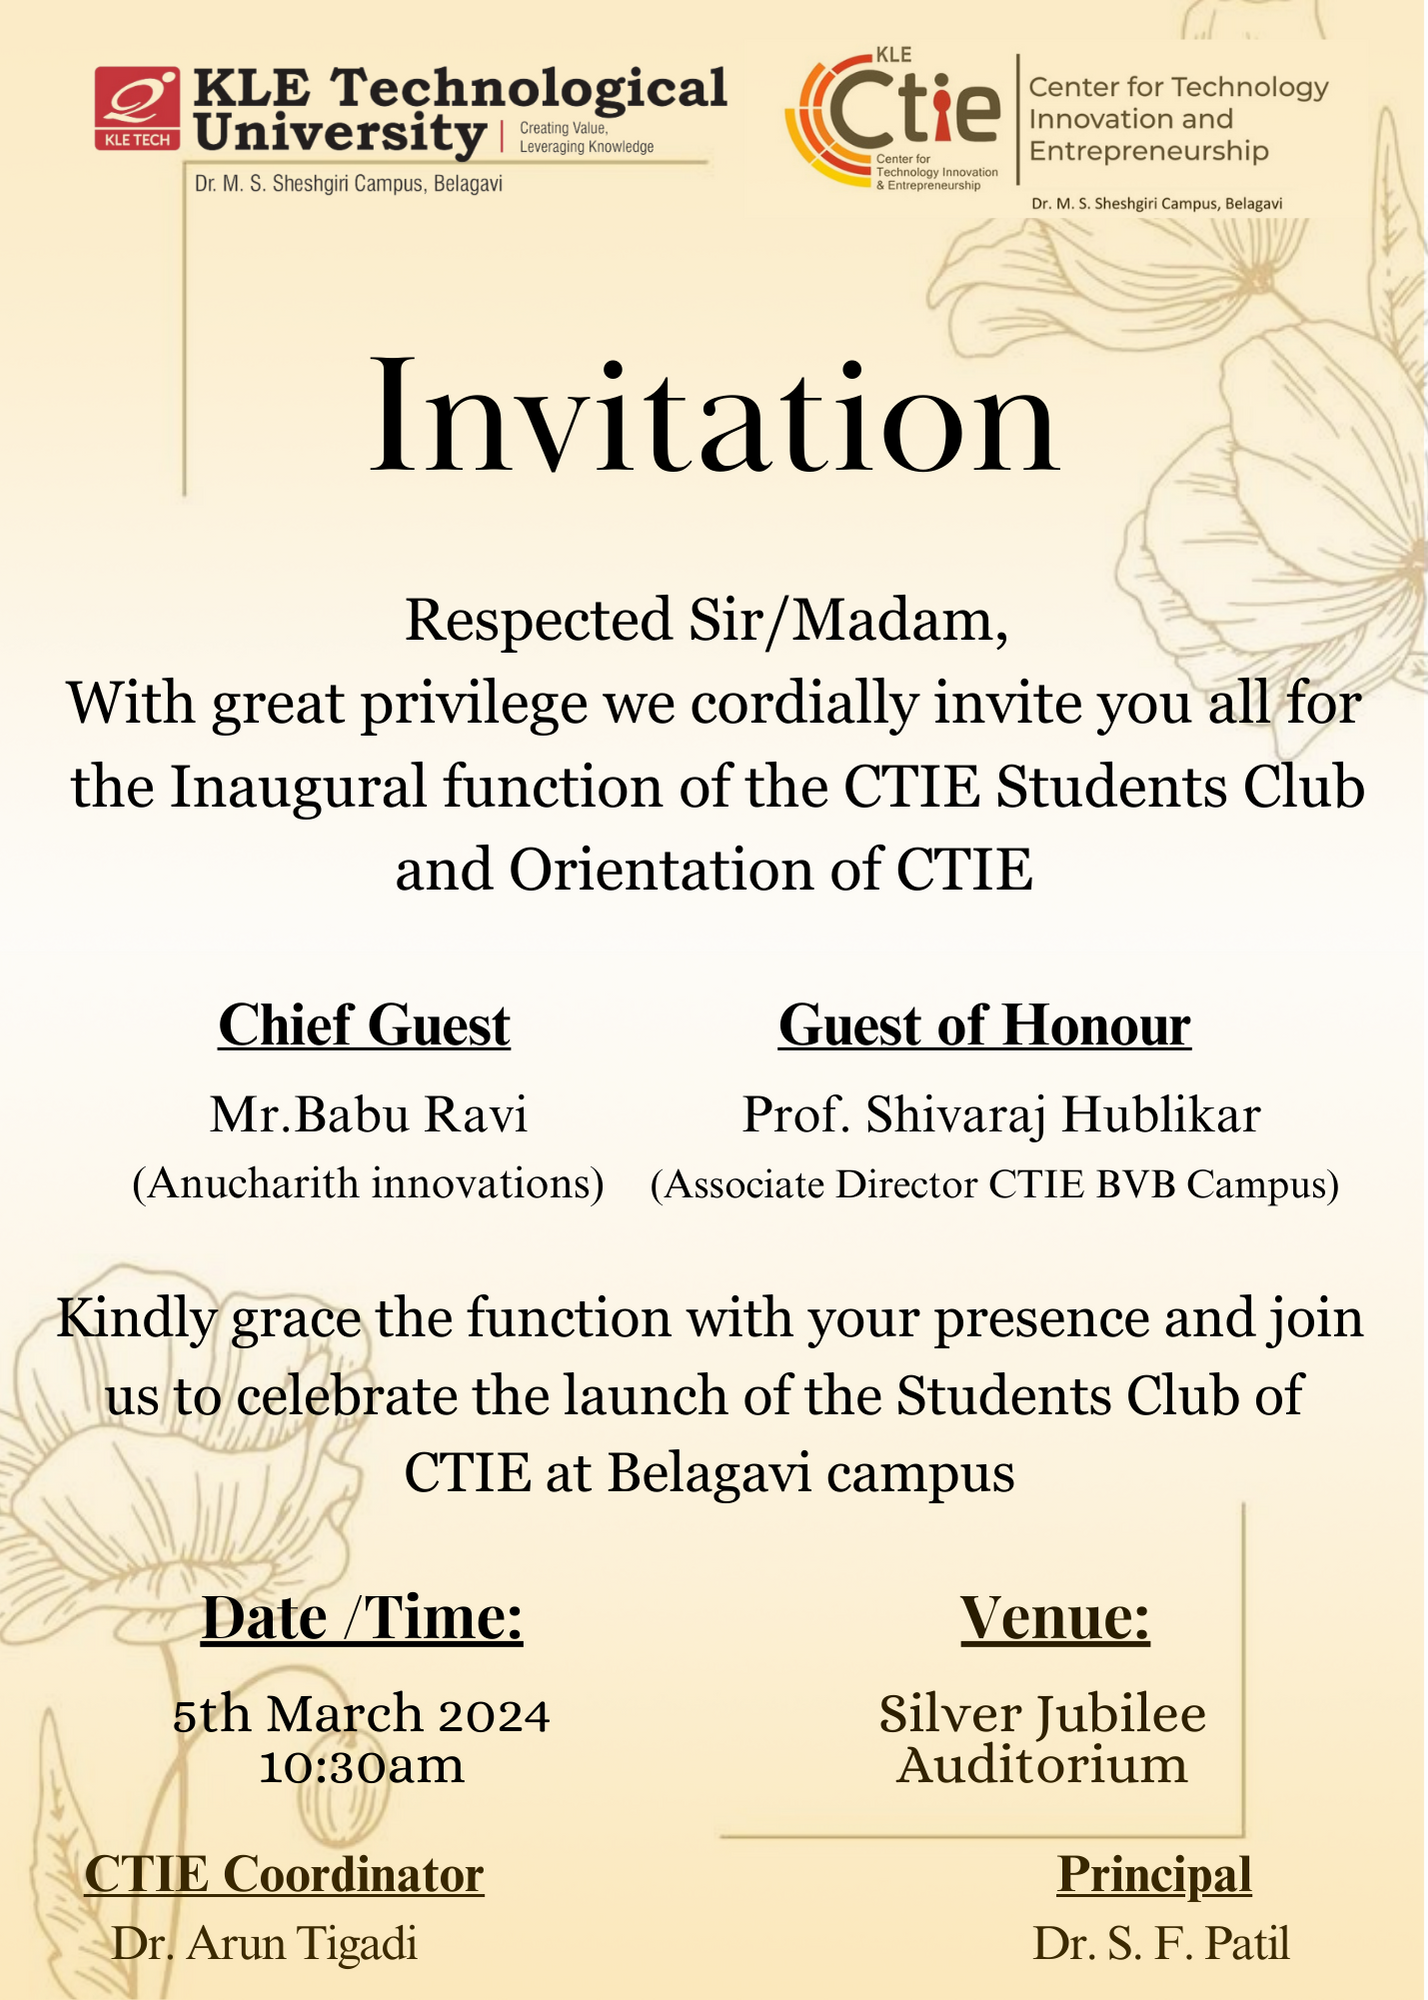 KLE Technological
University
Creating Value,
Leveraging Knowledge
KLE TECH
Dr. M. S. Sheshgiri Campus, Belagavi
KLE
Ctie
Center for
Technology Innovation
& Entrepreneurship
Center for Technology
Innovation and
Entrepreneurship
Dr. M. S. Sheshgiri Campus, Belagavi
Invitation
Respected Sir/Madam,
With great privilege we cordially invite you all for
the Inaugural function of the CTIE Students Club
and Orientation of CTIE
Chief Guest
Mr.Babu Ravi
(Anucharith innovations)
Guest of Honour
Prof. Shivaraj Hublikar
(Associate Director CTIE BVB Campus)
Kindly grace the function with your presence and join
us to celebrate the launch of the Students Club of
CTIE at Belagavi campus
Date /Time:
5th March 2024
10:30am
Venue:
Silver Jubilee
Auditorium
CTIE Coordinator
Dr. Arun Tigadi
Principal
Dr. S. F. Patil